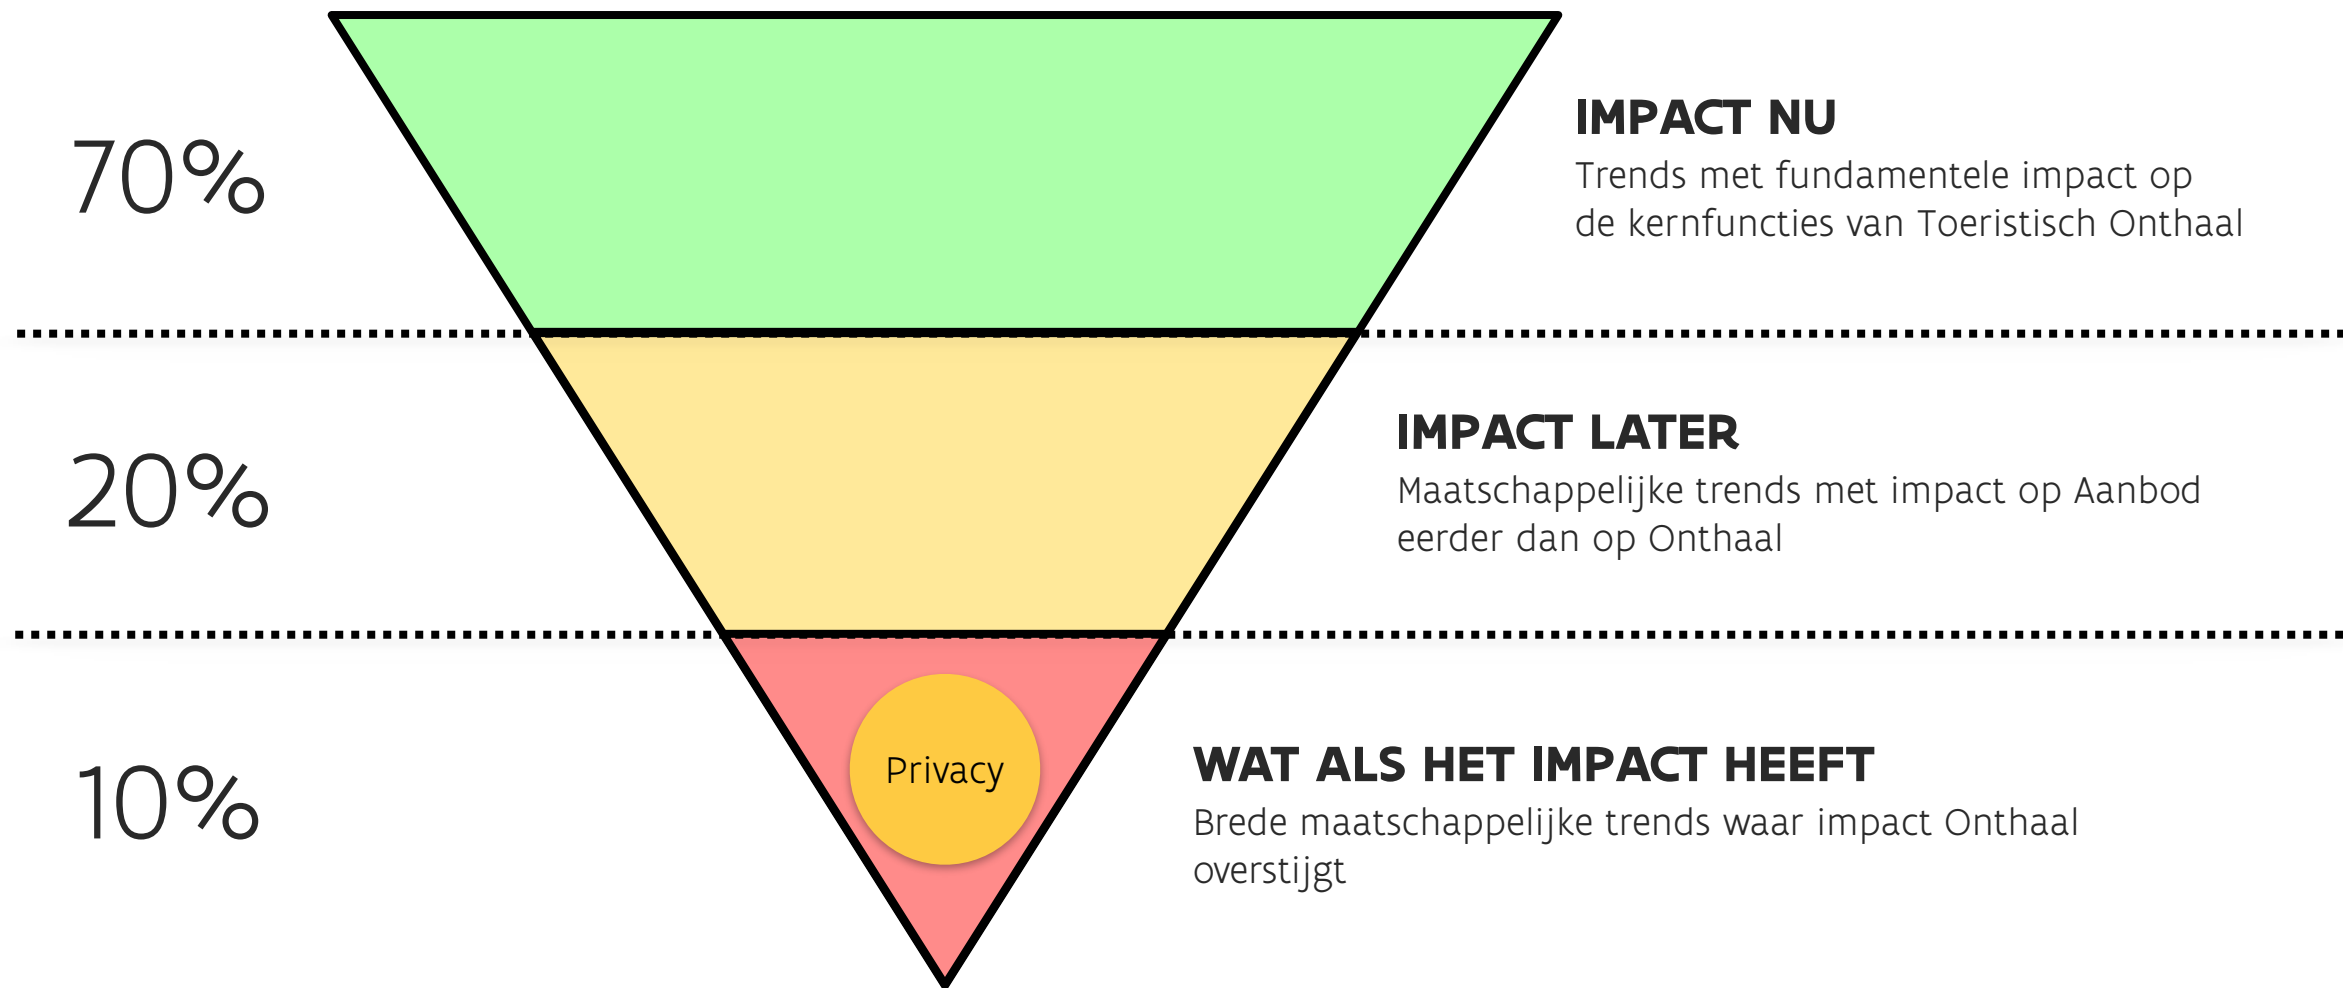 70%
IMPACT NU
Trends met fundamentele impact op
de kernfuncties van Toeristisch Onthaal
20%
IMPACT LATER
Maatschappelijke trends met impact op Aanbod
eerder dan op Onthaal
10%
Privacy
WAT ALS HET IMPACT HEEFT
Brede maatschappelijke trends waar impact Onthaal
overstijgt